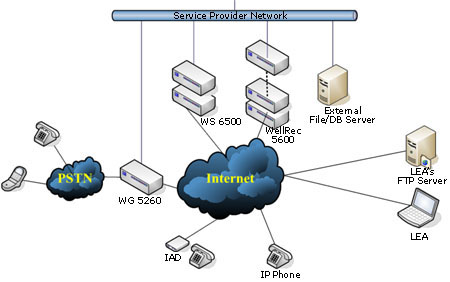 Service Provider Network
WS 6500
WellRec
5600
External
File/DB Server
PSTN
WG 5260
Internet
LEA's
FTP Server
LEA
IAD
IP Phone